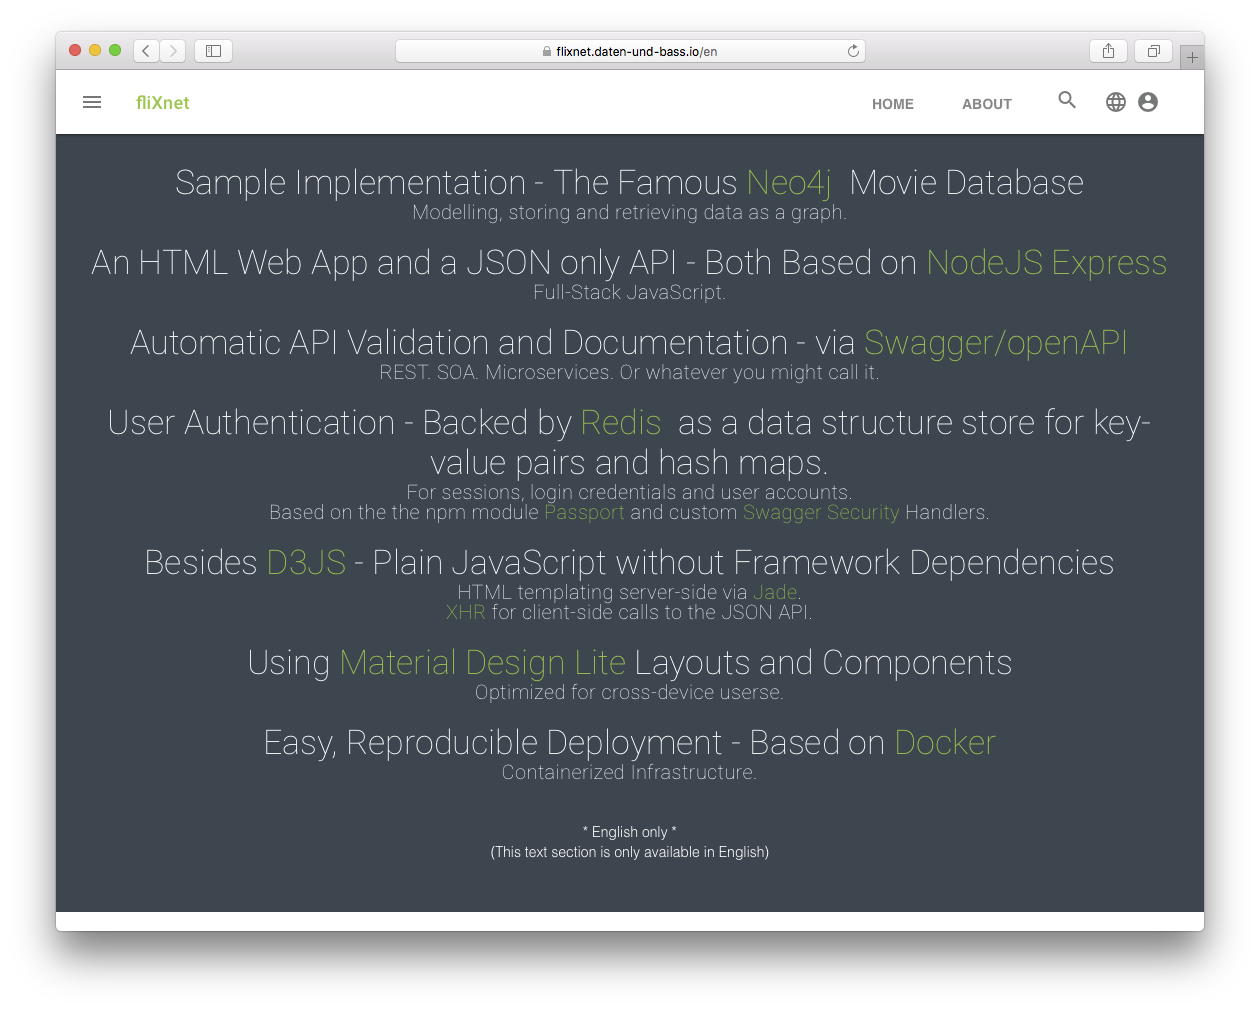 flixnet.daten-und-bass.io/en
fliXnet
HOME ABOUT
Sample Implementation - The Famous Neo4j Movie Database
Modelling, storing and retrieving data as a graph.
An HTML Web App and a JSON only API - Both Based on NodeJS Express
Full-Stack JavaScript.
Automatic API Validation and Documentation - via Swagger/openAPI
REST. SOA. Microservices. Or whatever you might call it.
User Authentication - Backed by Redis as a data structure store for key-
value pairs and hash maps.
For sessions, login credentials and user accounts.
Based on the the npm module Passport and custom Swagger Security Handlers.
Besides D3JS - Plain JavaScript without Framework Dependencies
HTML templating server-side via Jade.
XHR for client-side calls to the JSON API.
Using Material Design Lite Layouts and Components
Optimized for cross-device userse.
Easy, Reproducible Deployment - Based on Docker
Containerized Infrastructure.
* English only *
(This text section is only available in English)